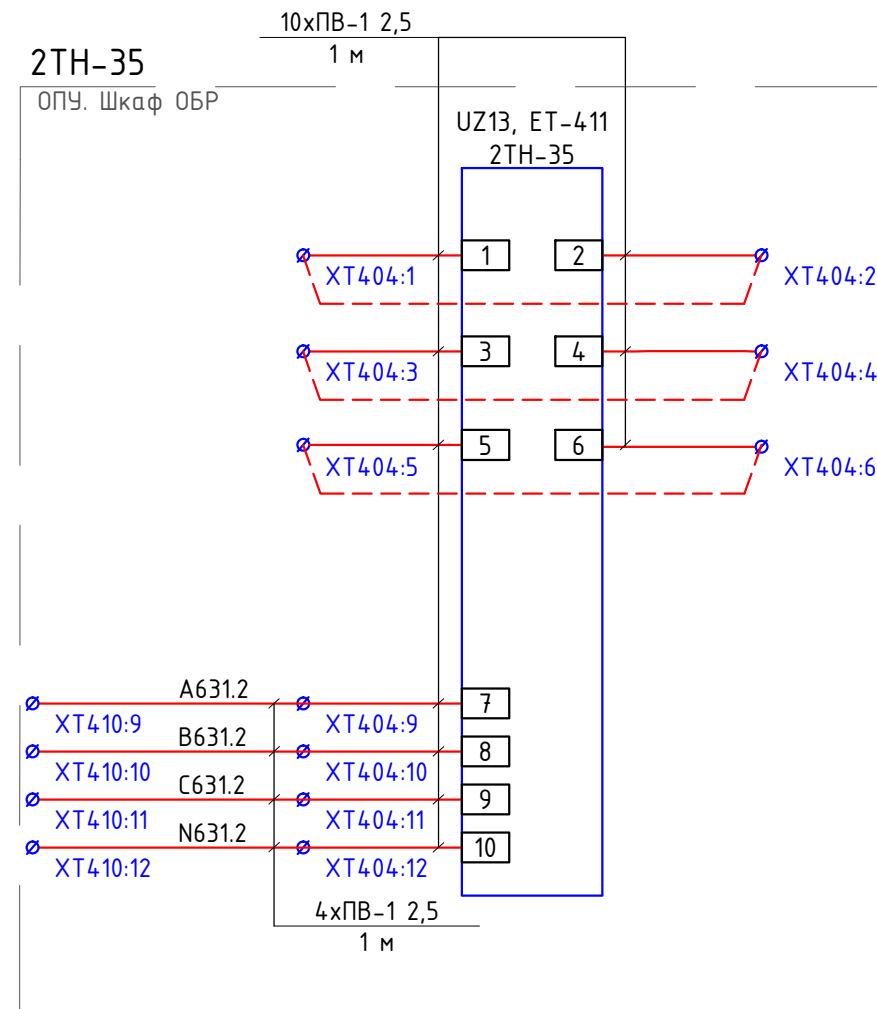 10хПВ-1 2,5
1 м
2ТН-35
ОПУ. Шкаф ОБР
UZ13, ET-411
2ТН-35
1
2
XT404:1
XT404:2
3
4
XT404:3
XT404:4
5
6
XT404:5
XT404:6
A631.2
7
XT410:9
XT404:9
B631.2
8
XT410:10
XT404:10
C631.2
9
XT410:11
XT404:11
N631.2
10
XT410:12
XT404:12
4хПВ-1 2,5
1 м